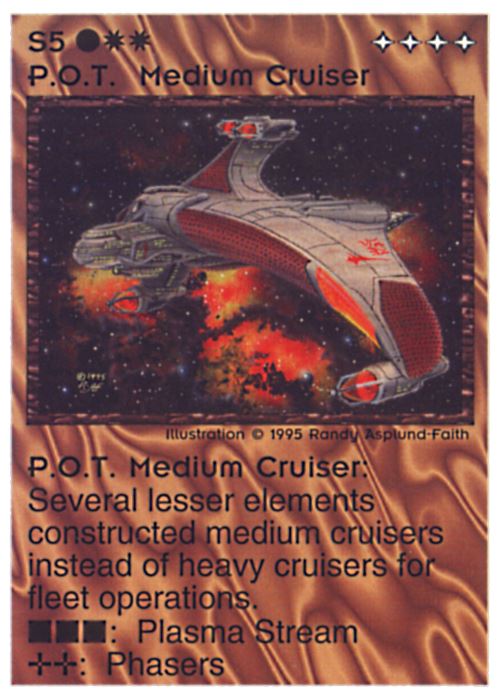 S5 ●✷✷ ✧✧✧✧
P.O.T. Medium Cruiser
©1995
Illustration © 1995 Randy Asplund-Faith
P.O.T. Medium Cruiser:
Several lesser elements
constructed medium cruisers
instead of heavy cruisers for
fleet operations.
■■■: Plasma Stream
✢✢: Phasers